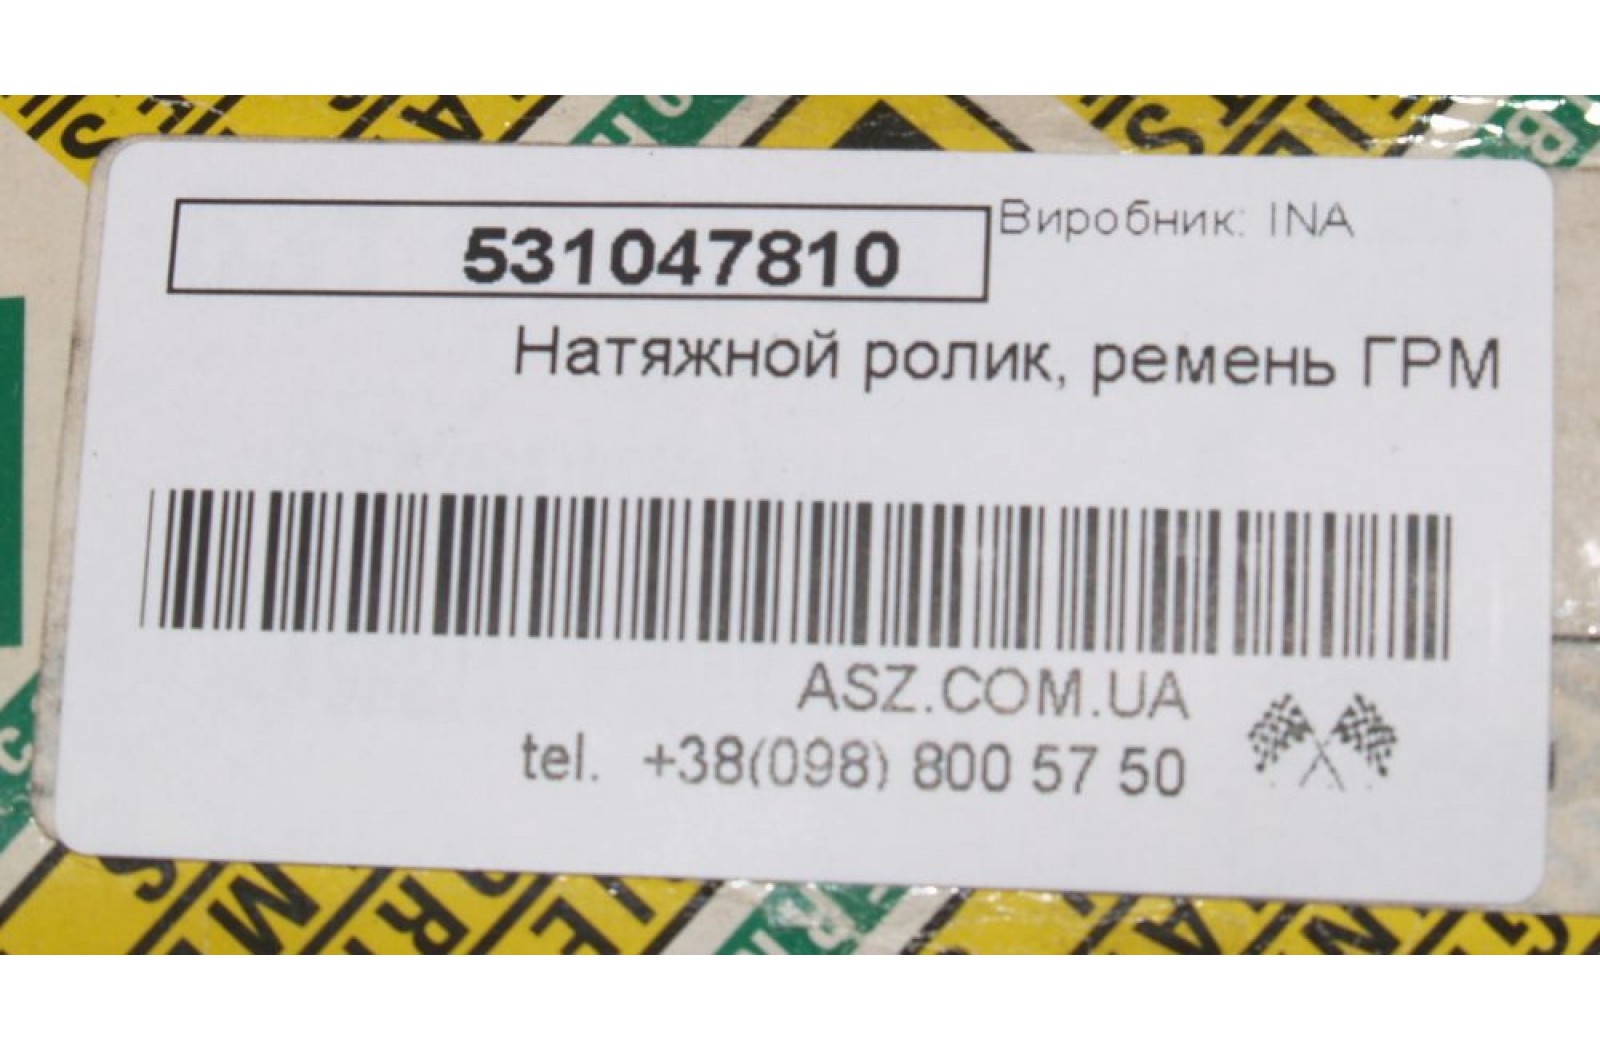 531047810
Виробник: INA
Натяжной ролик, ремень ГРМ
ASZ.COM.UA
tel. +38(098) 800 57 50